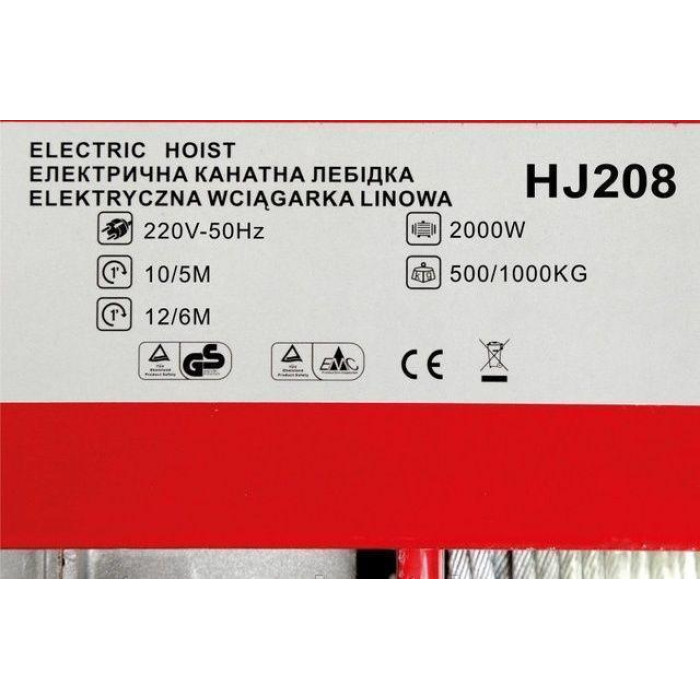 ELECTRIC HOIST
ЕЛЕКТРИЧНА КАНАТНА ЛЕБІДКА
ELEKTRYCZNA WCIĄGARKA LINOWA
HJ208
220V-50Hz
2000W
10/5M
500/1000KG
12/6M
GS
EMC
CE